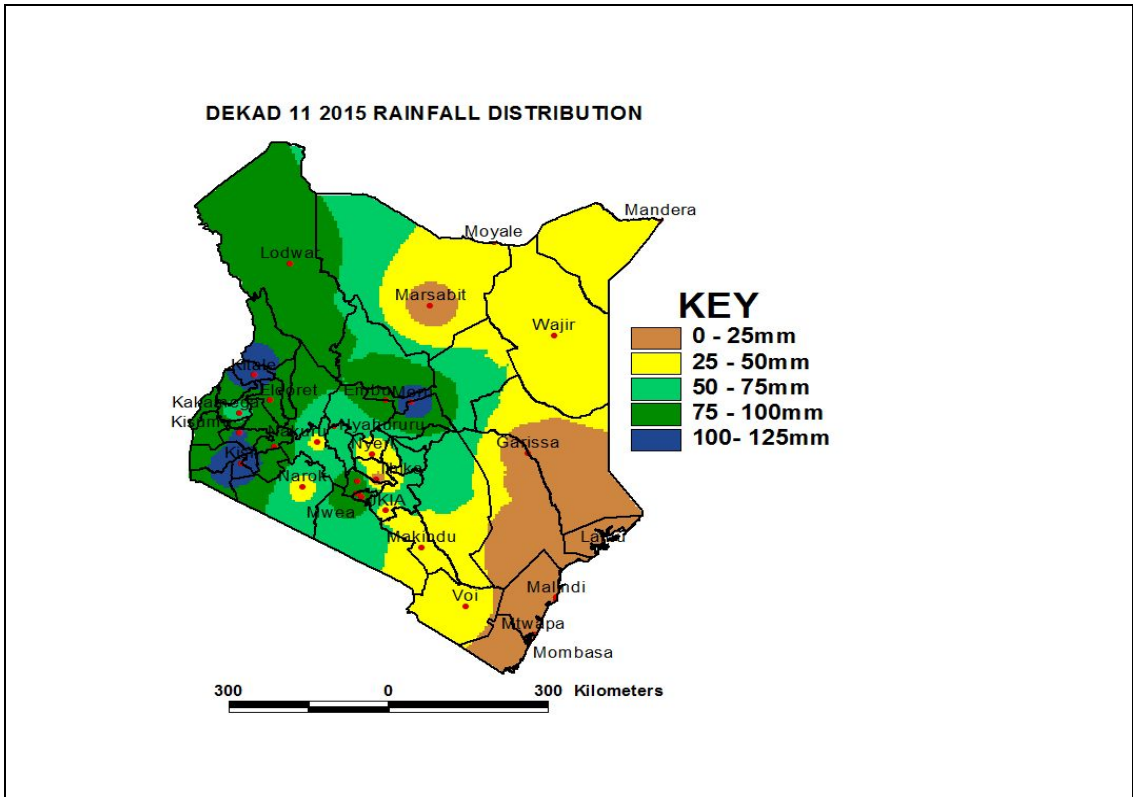 DEKAD 11 2015 RAINFALL DISTRIBUTION
Mandera
Moyale
Lodwar
Marsabit
Wajir
KEY
0 - 25mm
25 - 50mm
50 - 75mm
75 - 100mm
100- 125mm
Kitale
Eldoret
Embu
Meru
Kakamega
Kisumu
Nyahururu
Nakuru
Nyeri
Garissa
Kisii
Thika
Narok
JKIA
Mwea
Makindu
Lamu
Voi
Malindi
Mtwapa
Mombasa
300 0 300 Kilometers